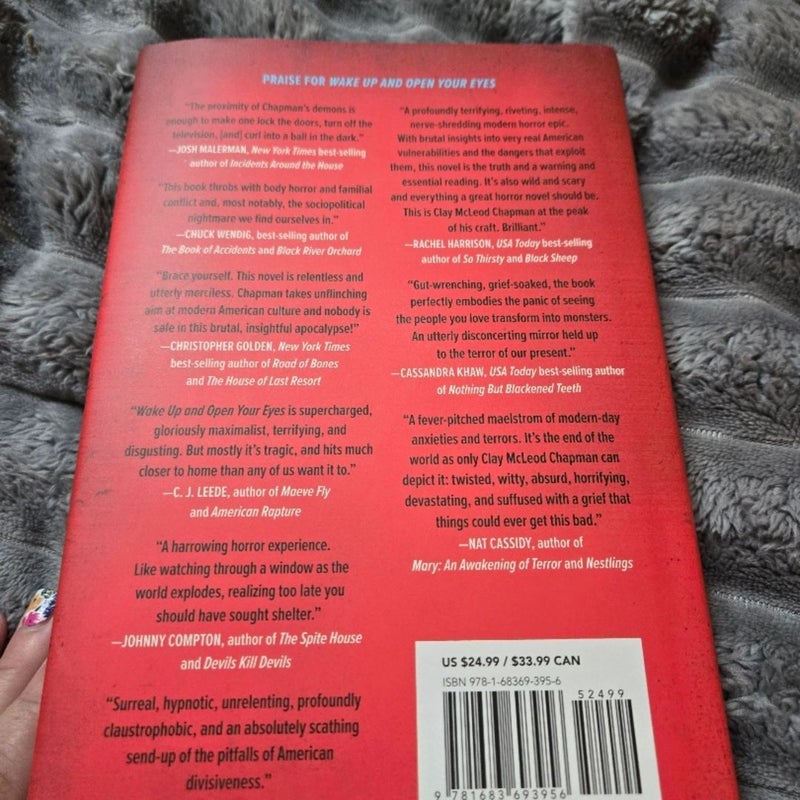 PRAISE FOR WAKE UP AND OPEN YOUR EYES
"The proximity of Chapman's demons is
enough to make one lock the doors, turn off the
television, [and] curl into a ball in the dark."
—JOSH MALERMAN, New York Times best-selling
author of Incidents Around the House
"This book throbs with body horror and familial
conflict and, most notably, the sociopolitical
nightmare we find ourselves in."
—CHUCK WENDIG, best-selling author of
The Book of Accidents and Black River Orchard
"Brace yourself. This novel is relentless and
utterly merciless. Chapman takes unflinching
aim at modern American culture and nobody is
safe in this brutal, insightful apocalypse!"
—CHRISTOPHER GOLDEN, New York Times
best-selling author of Road of Bones
and The House of Last Resort
"Wake Up and Open Your Eyes is supercharged,
gloriously maximalist, terrifying, and
disgusting. But mostly it's tragic, and hits much
closer to home than any of us want it to."
—C. J. LEEDE, author of Maeve Fly
and American Rapture
"A harrowing horror experience.
Like watching through a window as the
world explodes, realizing too late you
should have sought shelter."
—JOHNNY COMPTON, author of The Spite House
and Devils Kill Devils
"Surreal, hypnotic, unrelenting, profoundly
claustrophobic, and an absolutely scathing
send-up of the pitfalls of American
divisiveness."
"A profoundly terrifying, riveting, intense,
nerve-shredding modern horror epic.
With brutal insights into very real American
vulnerabilities and the dangers that exploit
them, this novel is the truth and a warning and
essential reading. It's also wild and scary
and everything a great horror novel should be.
This is Clay McLeod Chapman at the peak
of his craft. Brilliant."
—RACHEL HARRISON, USA Today best-selling
author of So Thirsty and Black Sheep
"Gut-wrenching, grief-soaked, the book
perfectly embodies the panic of seeing
the people you love transform into monsters.
An utterly disconcerting mirror held up
to the terror of our present."
—CASSANDRA KHAW, USA Today best-selling author
of Nothing But Blackened Teeth
"A fever-pitched maelstrom of modern-day
anxieties and terrors. It's the end of the
world as only Clay McLeod Chapman can
depict it: twisted, witty, absurd, horrifying,
devastating, and suffused with a grief that
things could ever get this bad."
—NAT CASSIDY, author of
Mary: An Awakening of Terror and Nestlings
US $24.99 / $33.99 CAN
ISBN 978-1-68369-395-6
52499
9 781683 693956